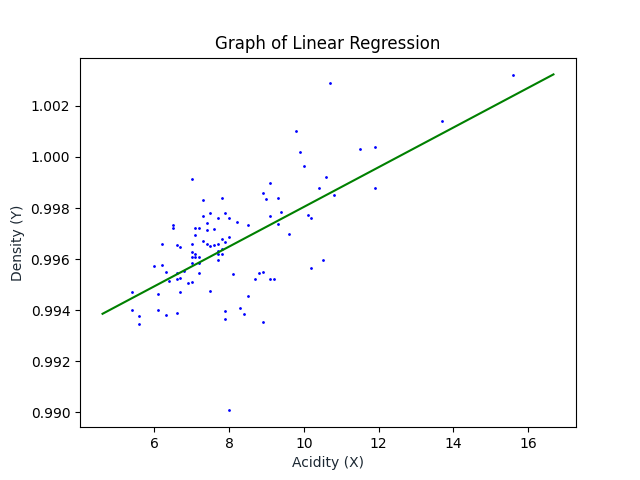 Graph of Linear Regression
Density (Y)
1.002
1.000
0.998
0.996
0.994
0.992
0.990
6 8 10 12 14 16
Acidity (X)